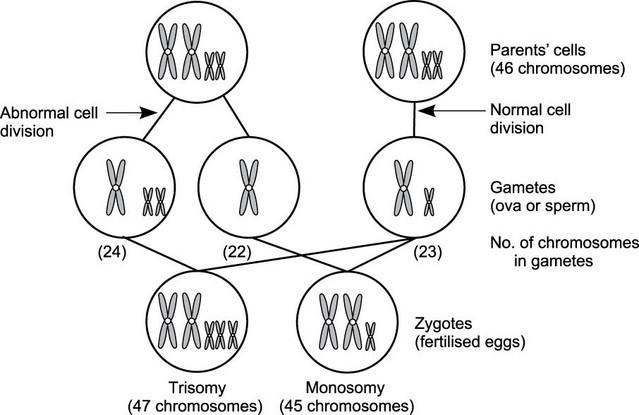 Parents' cells
(46 chromosomes)
Abnormal cell
division
Normal cell
division
Gametes
(ova or sperm)
(24)
(22)
(23)
No. of chromosomes
in gametes
Zygotes
(fertilised eggs)
Trisomy
(47 chromosomes)
Monosomy
(45 chromosomes)